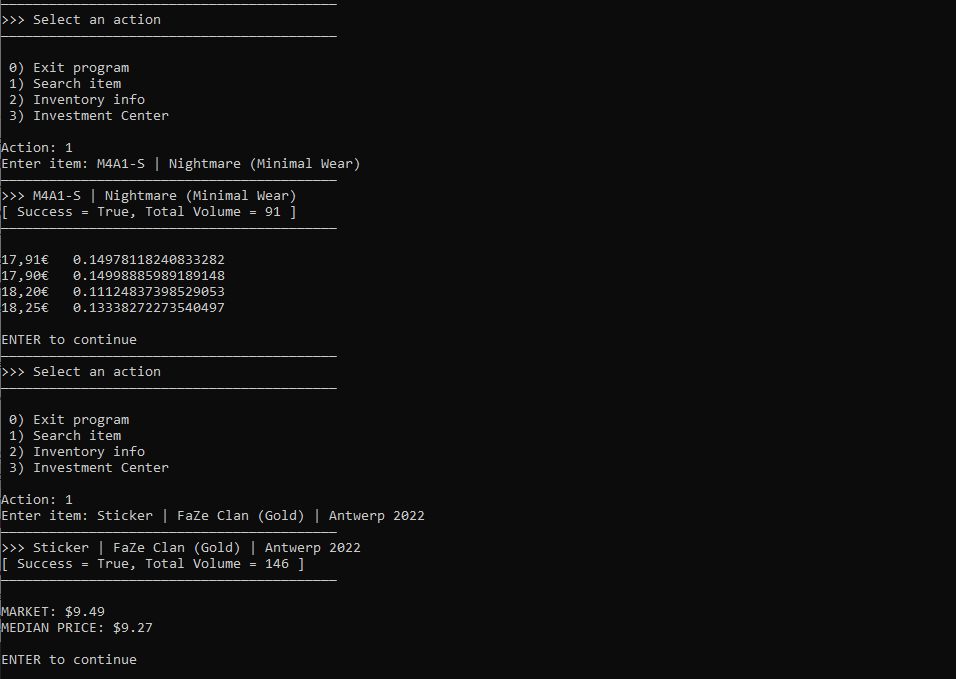 >>> Select an action
0) Exit program
1) Search item
2) Inventory info
3) Investment Center
Action: 1
Enter item: M4A1-S | Nightmare (Minimal Wear)
>>> M4A1-S | Nightmare (Minimal Wear)
[ Success = True, Total Volume = 91 ]
17,91€   0.14978118240833282
17,90€   0.14998885989189148
18,20€   0.11124837398529053
18,25€   0.13338272273540497
ENTER to continue
>>> Select an action
0) Exit program
1) Search item
2) Inventory info
3) Investment Center
Action: 1
Enter item: Sticker | FaZe Clan (Gold) | Antwerp 2022
>>> Sticker | FaZe Clan (Gold) | Antwerp 2022
[ Success = True, Total Volume = 146 ]
MARKET: $9.49
MEDIAN PRICE: $9.27
ENTER to continue